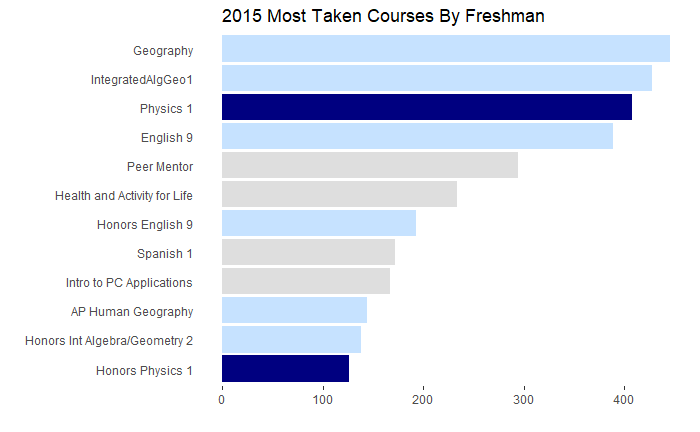 2015 Most Taken Courses By Freshman
Geography
IntegratedAlgGeo1
Physics 1
English 9
Peer Mentor
Health and Activity for Life
Honors English 9
Spanish 1
Intro to PC Applications
AP Human Geography
Honors Int Algebra/Geometry 2
Honors Physics 1
0 100 200 300 400